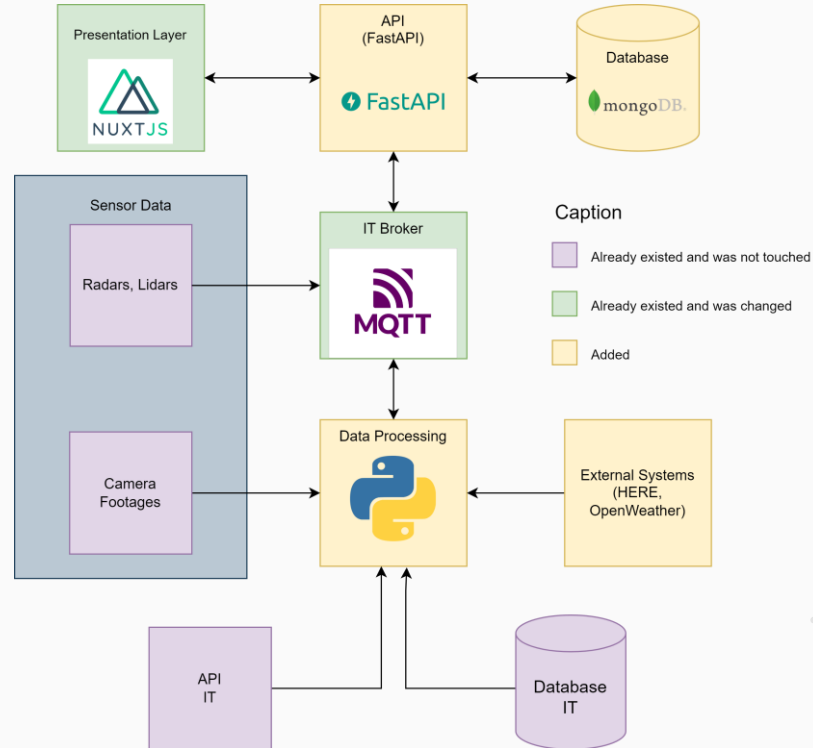 Presentation Layer
NUXTJS
API
(FastAPI)
FastAPI
Database
mongoDB.
Sensor Data
Radars, Lidars
IT Broker
MQTT
Caption
Already existed and was not touched
Already existed and was changed
Added
Camera
Footages
Data Processing
External Systems
(HERE,
OpenWeather)
API
IT
Database
IT